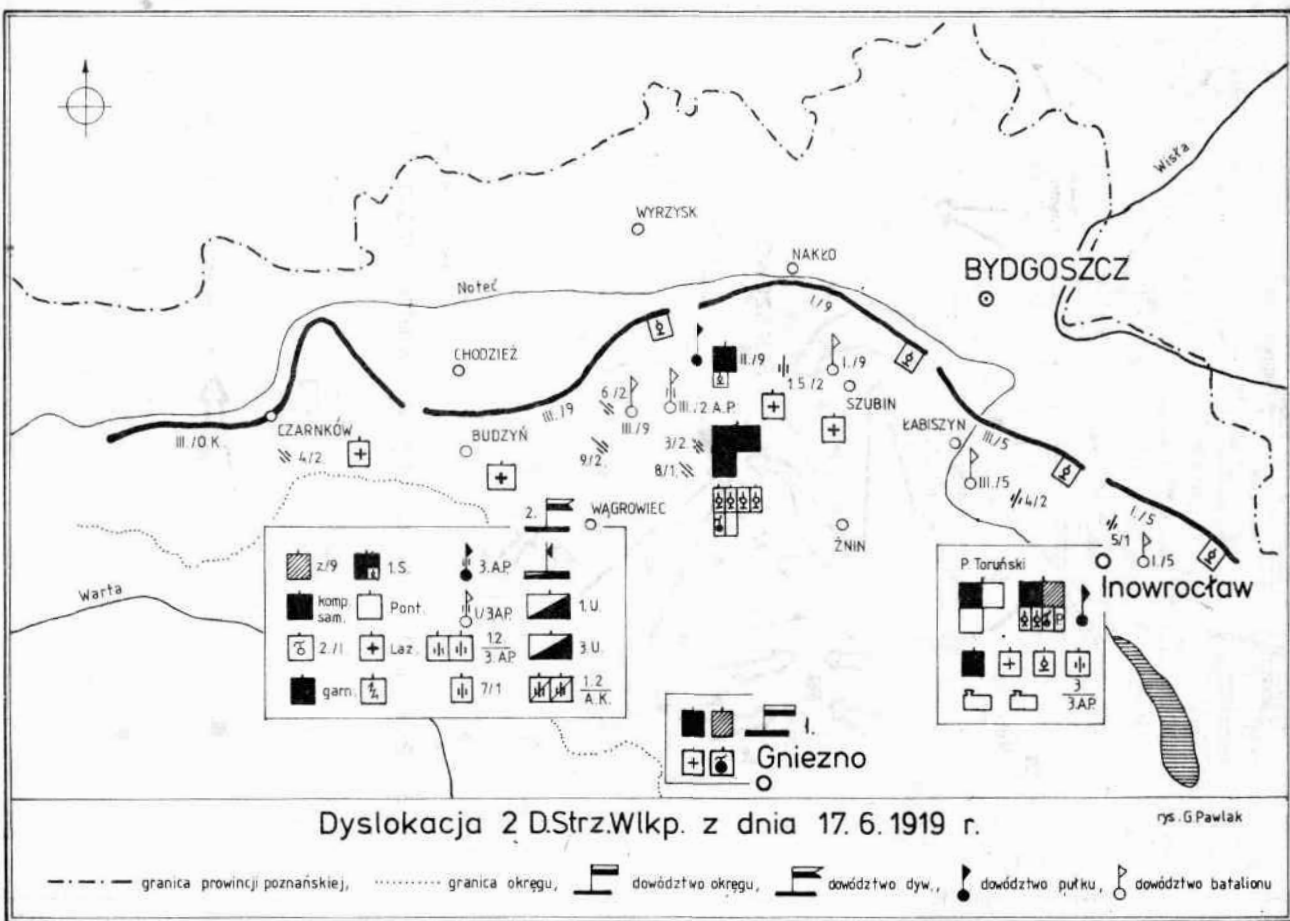 Wisła
WYRZYSK
NAKŁO
BYDGOSZCZ
Noteć
I./9
CHODZIEŻ
II./9
I./9
1.5/2
6/2
III./2 A.P.
SZUBIN
III./9
III./9
III./O.K.
CZARNKÓW
4/2
BUDZYŃ
9/2
3/2
8/1
ŁABISZYN
III./5
III./5
4/2
I./5
5/1
I./5
2.
WĄGROWIEC
ŻNIN
Inowrocław
Warta
z/9
1.S.
3.A.P.
komp. sam.
Pont.
I/3AP.
1.U.
2./I.
Laz.
1.2.
3.AP.
3.U.
garn.
7/1
1.2
A.K.
P. Toruński
P
3
3.AP.
1.
Gniezno
Dyslokacja 2 D.Strz.Wlkp. z dnia 17. 6. 1919 r.
rys. G.Pawlak
granica prowincji poznańskiej, granica okręgu, dowództwo okręgu, dowództwo dyw., dowództwo pułku, dowództwo batalionu